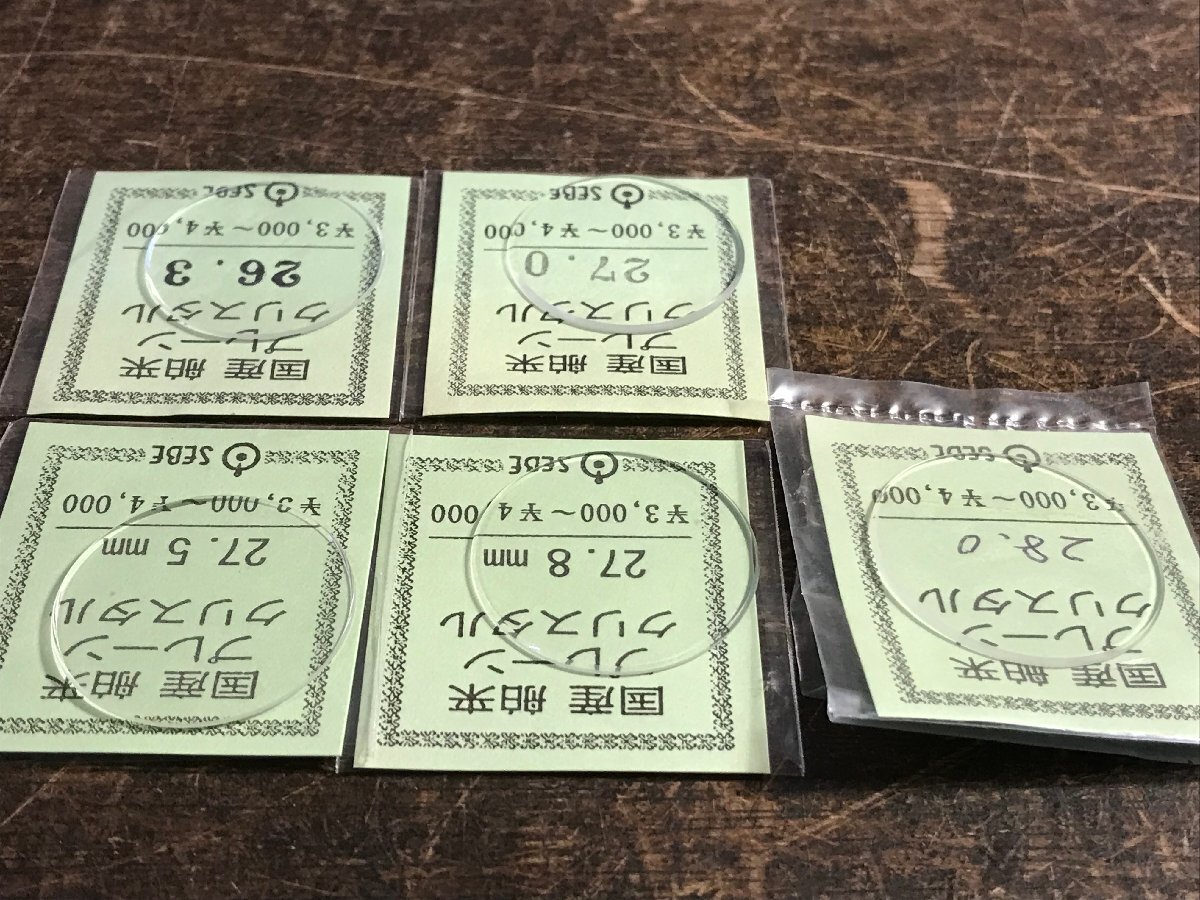 国産 舶来
プレーン
クリスタル
26.3
¥3,000~¥4,000
SEBE
国産 舶来
プレーン
クリスタル
27.0
¥3,000~¥4,000
SEBE
国産 舶来
プレーン
クリスタル
27.5 mm
¥3,000~¥4,000
SEBE
国産 舶来
プレーン
クリスタル
27.8 mm
¥3,000~¥4,000
SEBE
国産 舶来
プレーン
クリスタル
28.0
¥3,000~¥4,000
SEBE